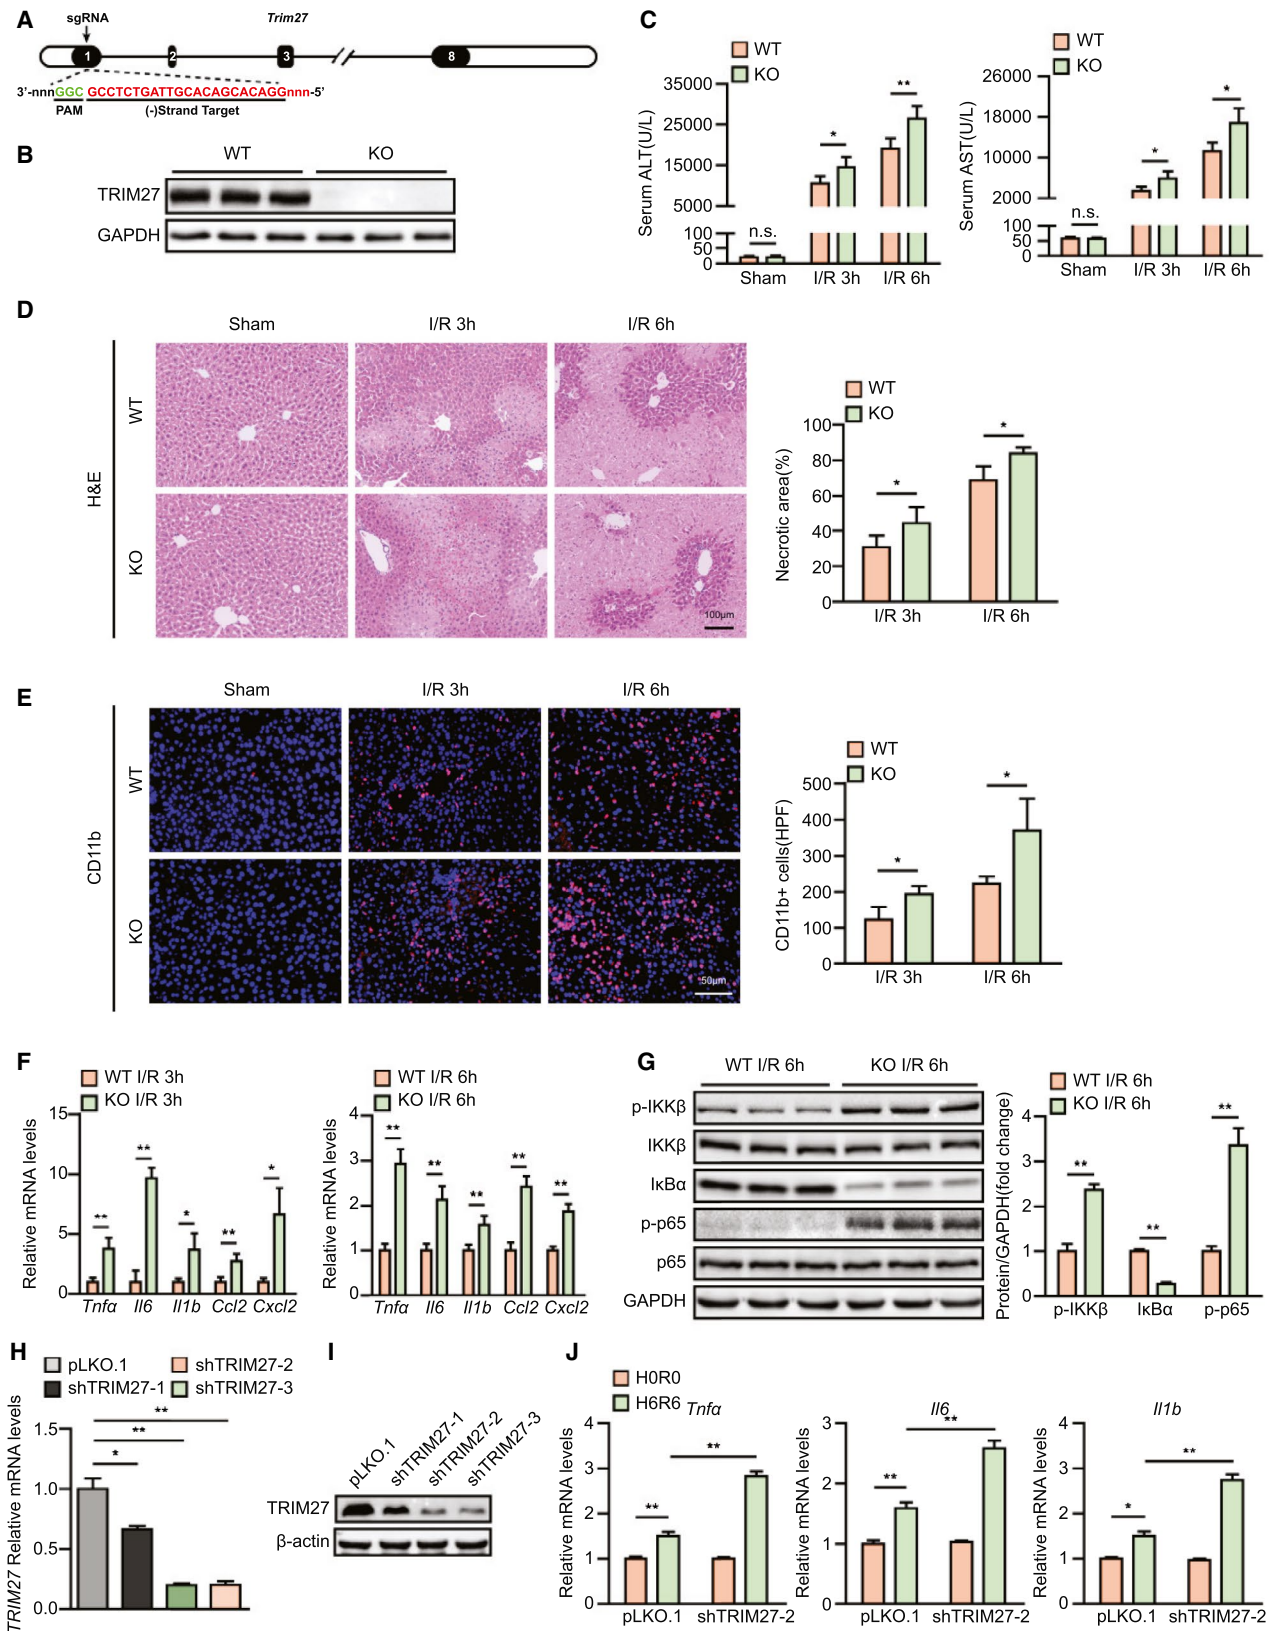 A
sgRNA
Trim27
1
2
3
8
3'-nnnGGC GCCTCTGATTGCACAGCACAGGnnn-5'
PAM
(-)Strand Target
B
WT
KO
TRIM27
GAPDH
C
WT
KO
Serum ALT(U/L)
35000
25000
15000
5000
100
50
0
n.s.
*
**
Sham
I/R 3h
I/R 6h
WT
KO
Serum AST(U/L)
26000
18000
10000
2000
100
50
0
n.s.
*
*
Sham
I/R 3h
I/R 6h
D
Sham
I/R 3h
I/R 6h
H&E
WT
KO
100μm
WT
KO
Necrotic area(%)
100
80
60
40
20
0
*
*
I/R 3h
I/R 6h
E
Sham
I/R 3h
I/R 6h
CD11b
WT
KO
50μm
WT
KO
CD11b+ cells(HPF)
500
400
300
200
100
0
*
*
I/R 3h
I/R 6h
F
WT I/R 3h
KO I/R 3h
Relative mRNA levels
15
10
5
0
**
**
*
**
*
Tnfα
Il6
Il1b
Ccl2
Cxcl2
WT I/R 6h
KO I/R 6h
Relative mRNA levels
4
3
2
1
0
**
**
**
**
**
Tnfα
Il6
Il1b
Ccl2
Cxcl2
G
WT I/R 6h
KO I/R 6h
p-IKKβ
IKKβ
IκBα
p-p65
p65
GAPDH
WT I/R 6h
KO I/R 6h
Protein/GAPDH(fold change)
4
3
2
1
0
**
**
**
p-IKKβ
IκBα
p-p65
H
pLKO.1
shTRIM27-2
shTRIM27-1
shTRIM27-3
TRIM27 Relative mRNA levels
1.5
1.0
0.5
0.0
**
**
*
I
pLKO.1
shTRIM27-1
shTRIM27-2
shTRIM27-3
TRIM27
β-actin
J
H0R0
H6R6
Tnfα
Relative mRNA levels
4
3
2
1
0
**
**
pLKO.1
shTRIM27-2
Il6
Relative mRNA levels
3
2
1
0
**
**
pLKO.1
shTRIM27-2
Il1b
Relative mRNA levels
4
3
2
1
0
*
**
pLKO.1
shTRIM27-2